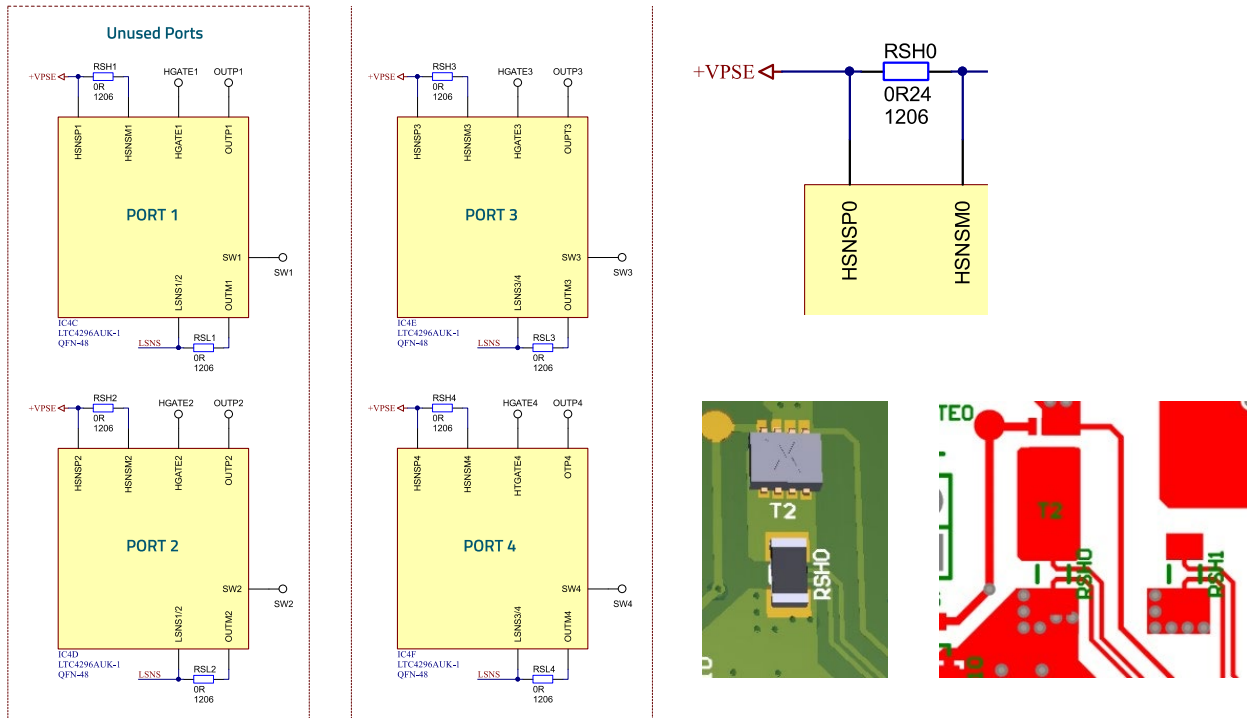 Unused Ports
RSH1
+VPSE
0R
1206
HGATE1
OUTP1
HSNSP1
HSNSM1
HGATE1
OUTP1
PORT 1
SW1
SW1
LSNS1/2
OUTM1
IC4C
LTC4296AUK-1
QFN-48
LSNS
RSL1
0R
1206
RSH2
+VPSE
0R
1206
HGATE2
OUTP2
HSNSP2
HSNSM2
HGATE2
OUTP2
PORT 2
SW2
SW2
LSNS1/2
OUTM2
IC4D
LTC4296AUK-1
QFN-48
LSNS
RSL2
0R
1206
RSH3
+VPSE
0R
1206
HGATE3
OUTP3
HSNSP3
HSNSM3
HGATE3
OUPT3
PORT 3
SW3
SW3
LSNS3/4
OUTM3
IC4E
LTC4296AUK-1
QFN-48
LSNS
RSL3
0R
1206
RSH4
+VPSE
0R
1206
HGATE4
OUTP4
HSNSP4
HSNSM4
HTGATE4
OTP4
PORT 4
SW4
SW4
LSNS3/4
OUTM4
IC4F
LTC4296AUK-1
QFN-48
LSNS
RSL4
0R
1206
RSH0
+VPSE
0R24
1206
HSNSP0
HSNSM0
T2
RSH0
TE0
T2
RSH0
RSH1